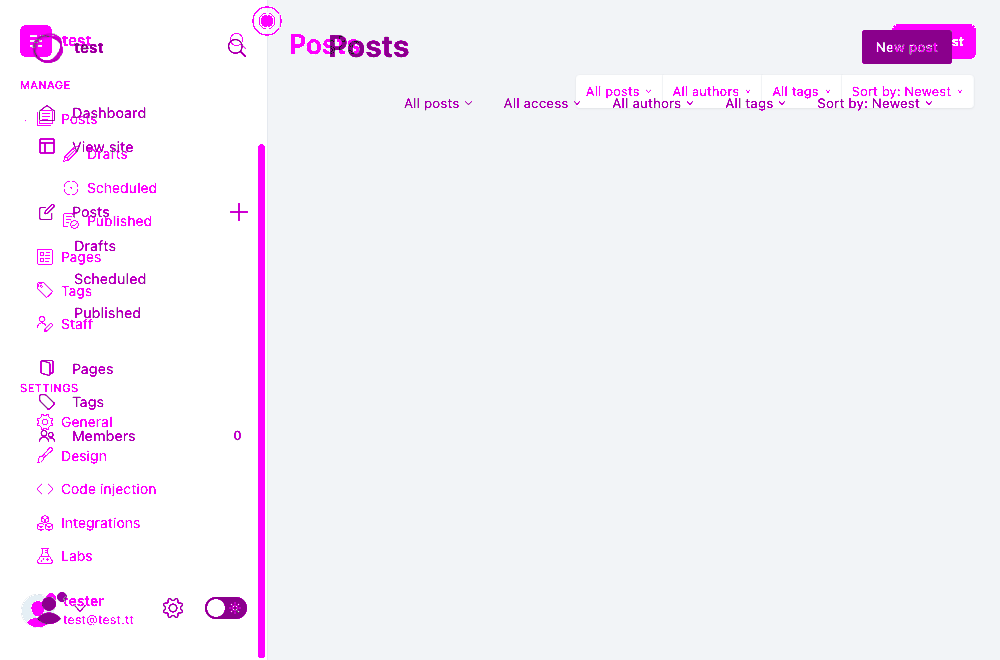 test
test
Posts
Posts
New post
st
All posts
All authors
All tags
Sort by: Newest
All posts
All access
All authors
All tags
Sort by: Newest
MANAGE
Dashboard
Posts
View site
Drafts
Scheduled
Posts
Published
Drafts
Pages
Scheduled
Tags
Published
Staff
Pages
SETTINGS
Tags
General
Members 0
Design
Code injection
Integrations
Labs
tester
test@test.tt